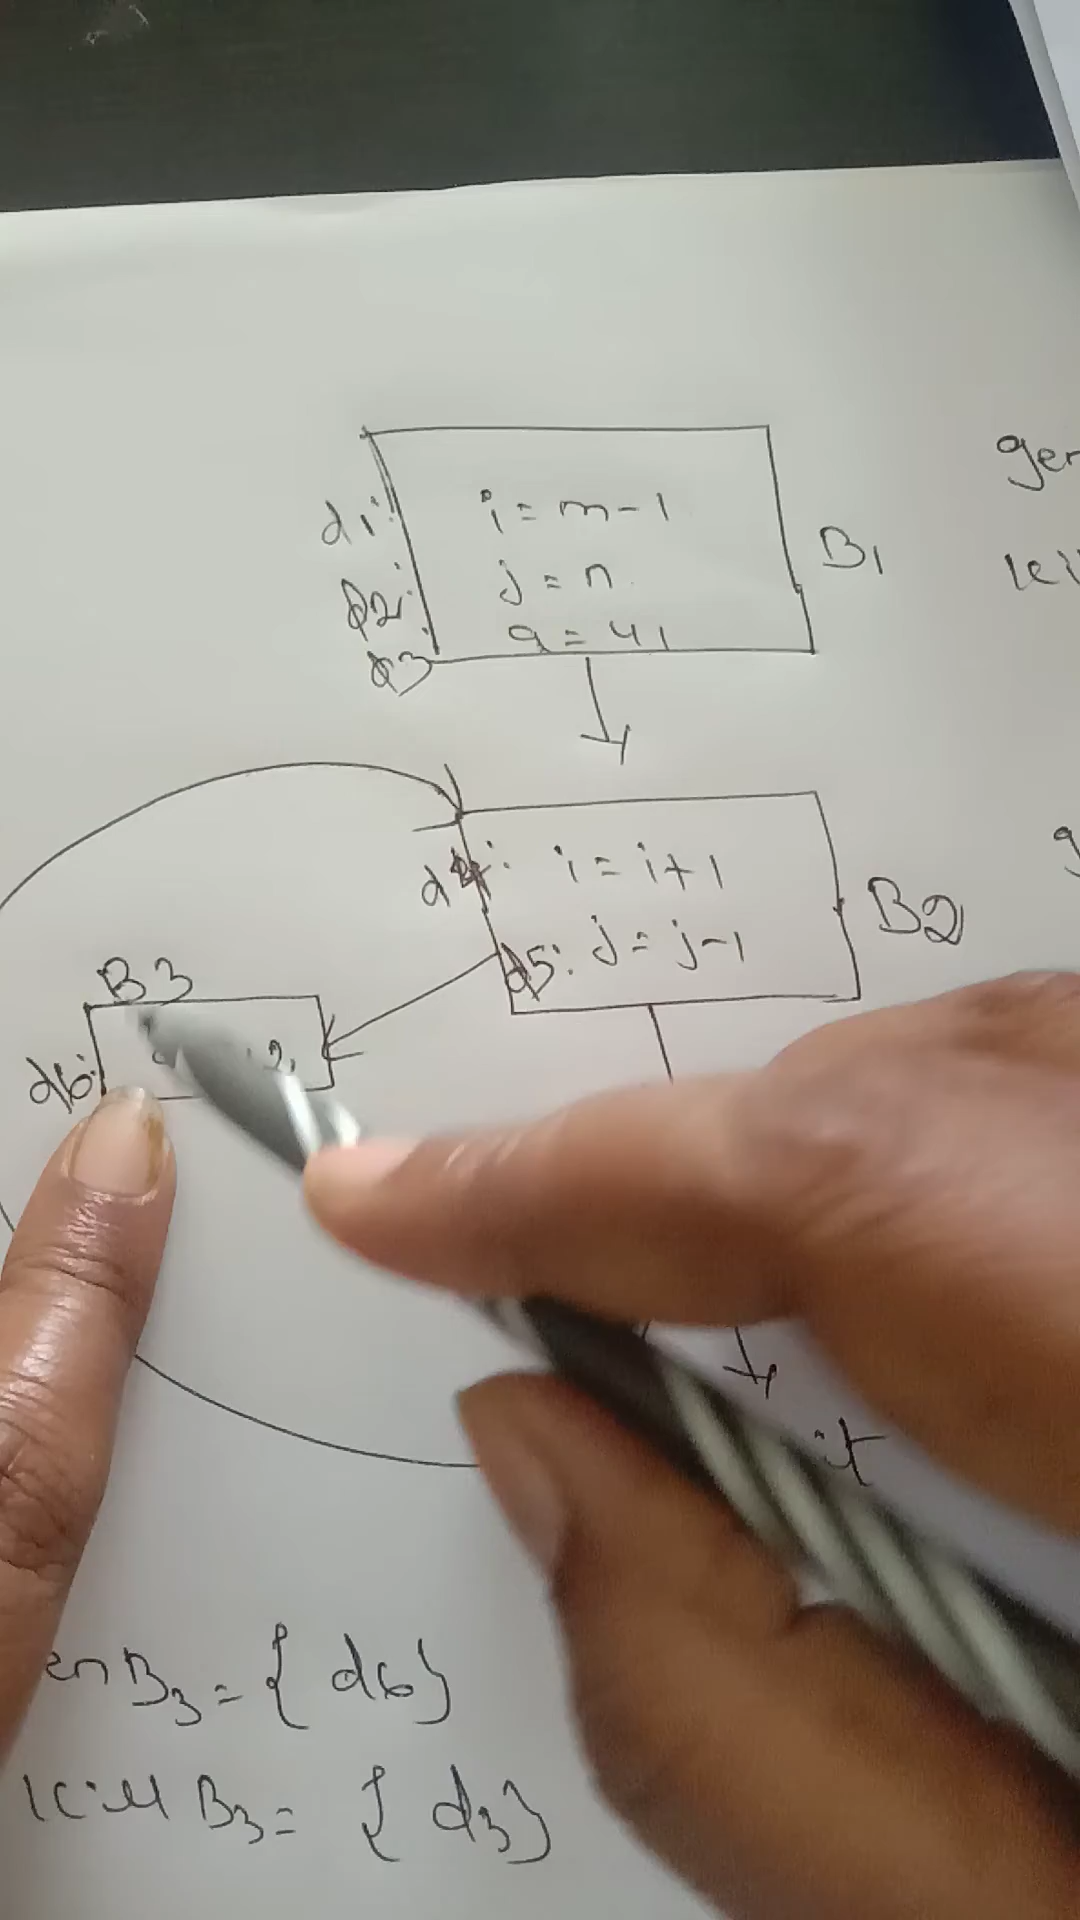 d1: i = m-1
d2: j = n
d3 a = u1
B1
d4: i = i+1
d5: j = j-1
B2
B3
d6:
it
en B3 = { d6}
kill B3 = { d3}